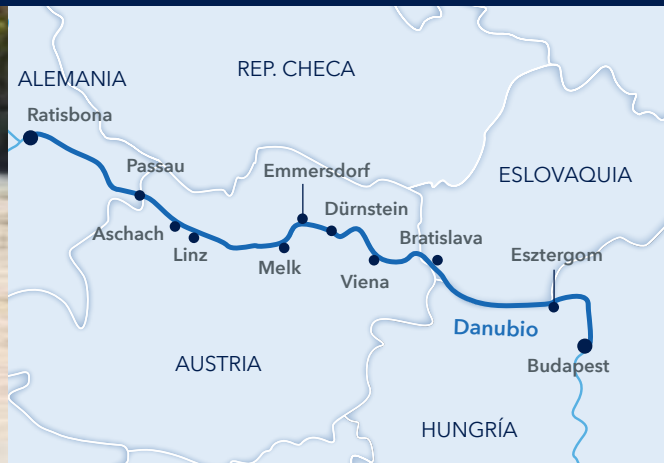 REP. CHECA
ALEMANIA
Ratisbona
Passau
Emmersdorf
ESLOVAQUIA
Dürnstein
Aschach
Bratislava
Linz
Esztergom
Melk
Viena
Danubio
AUSTRIA
Budapest
HUNGRÍA